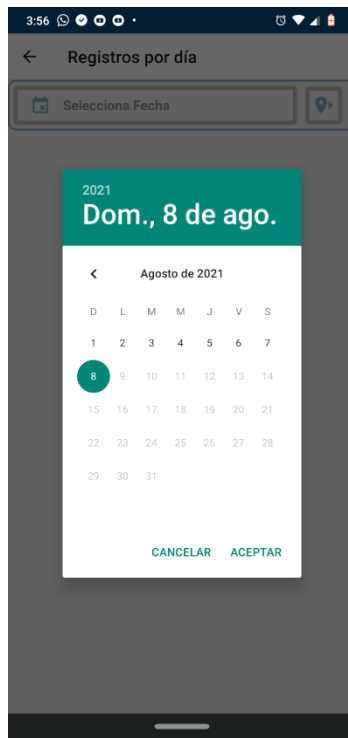 3:56
Registros por día
Selecciona Fecha
2021
Dom., 8 de ago.
Agosto de 2021
D L M M J V S
1 2 3 4 5 6 7
8 9 10 11 12 13 14
15 16 17 18 19 20 21
22 23 24 25 26 27 28
29 30 31
CANCELAR ACEPTAR